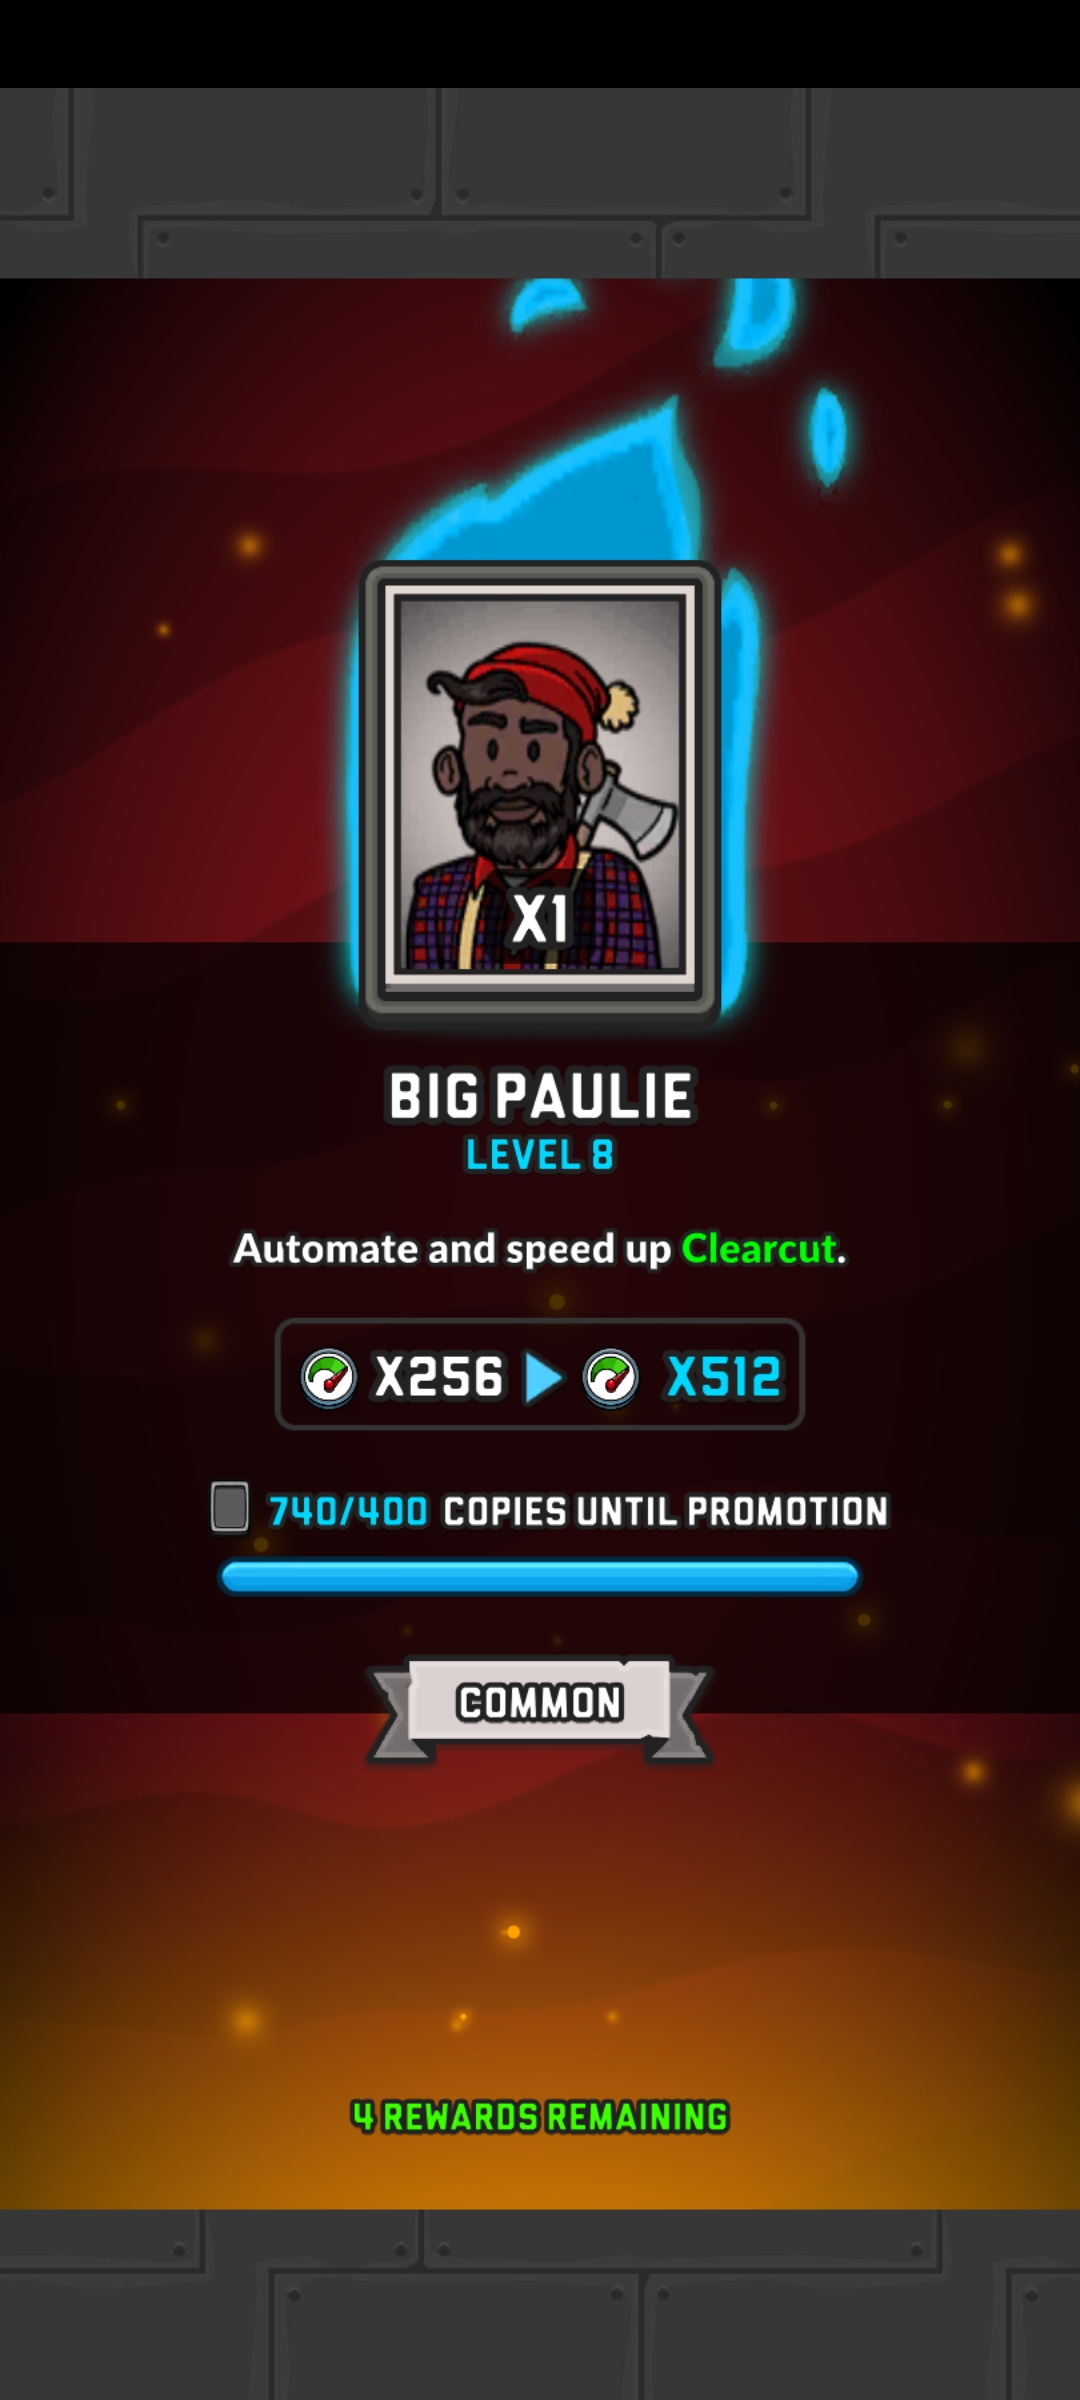 X1
BIG PAULIE
LEVEL 8
Automate and speed up Clearcut.
X256 X512
740/400 COPIES UNTIL PROMOTION
COMMON
4 REWARDS REMAINING